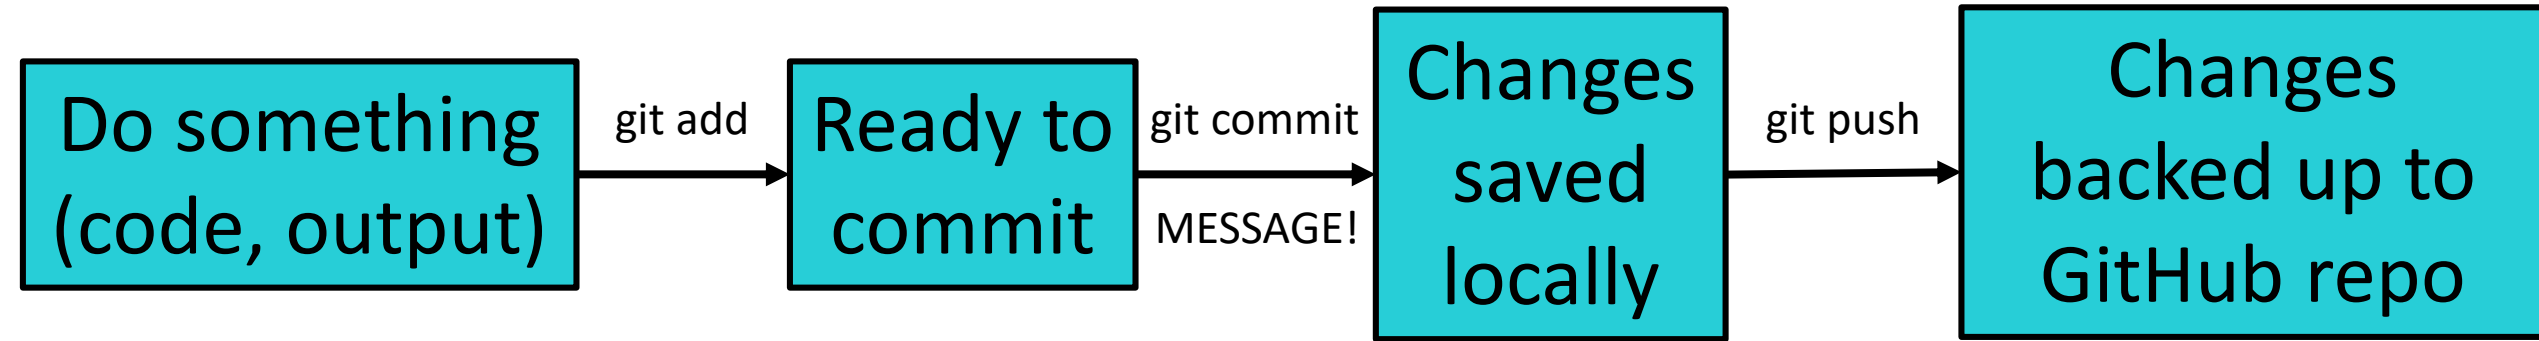 Do something
(code, output)
git add
Ready to
commit
git commit
MESSAGE!
Changes
saved
locally
git push
Changes
backed up to
GitHub repo